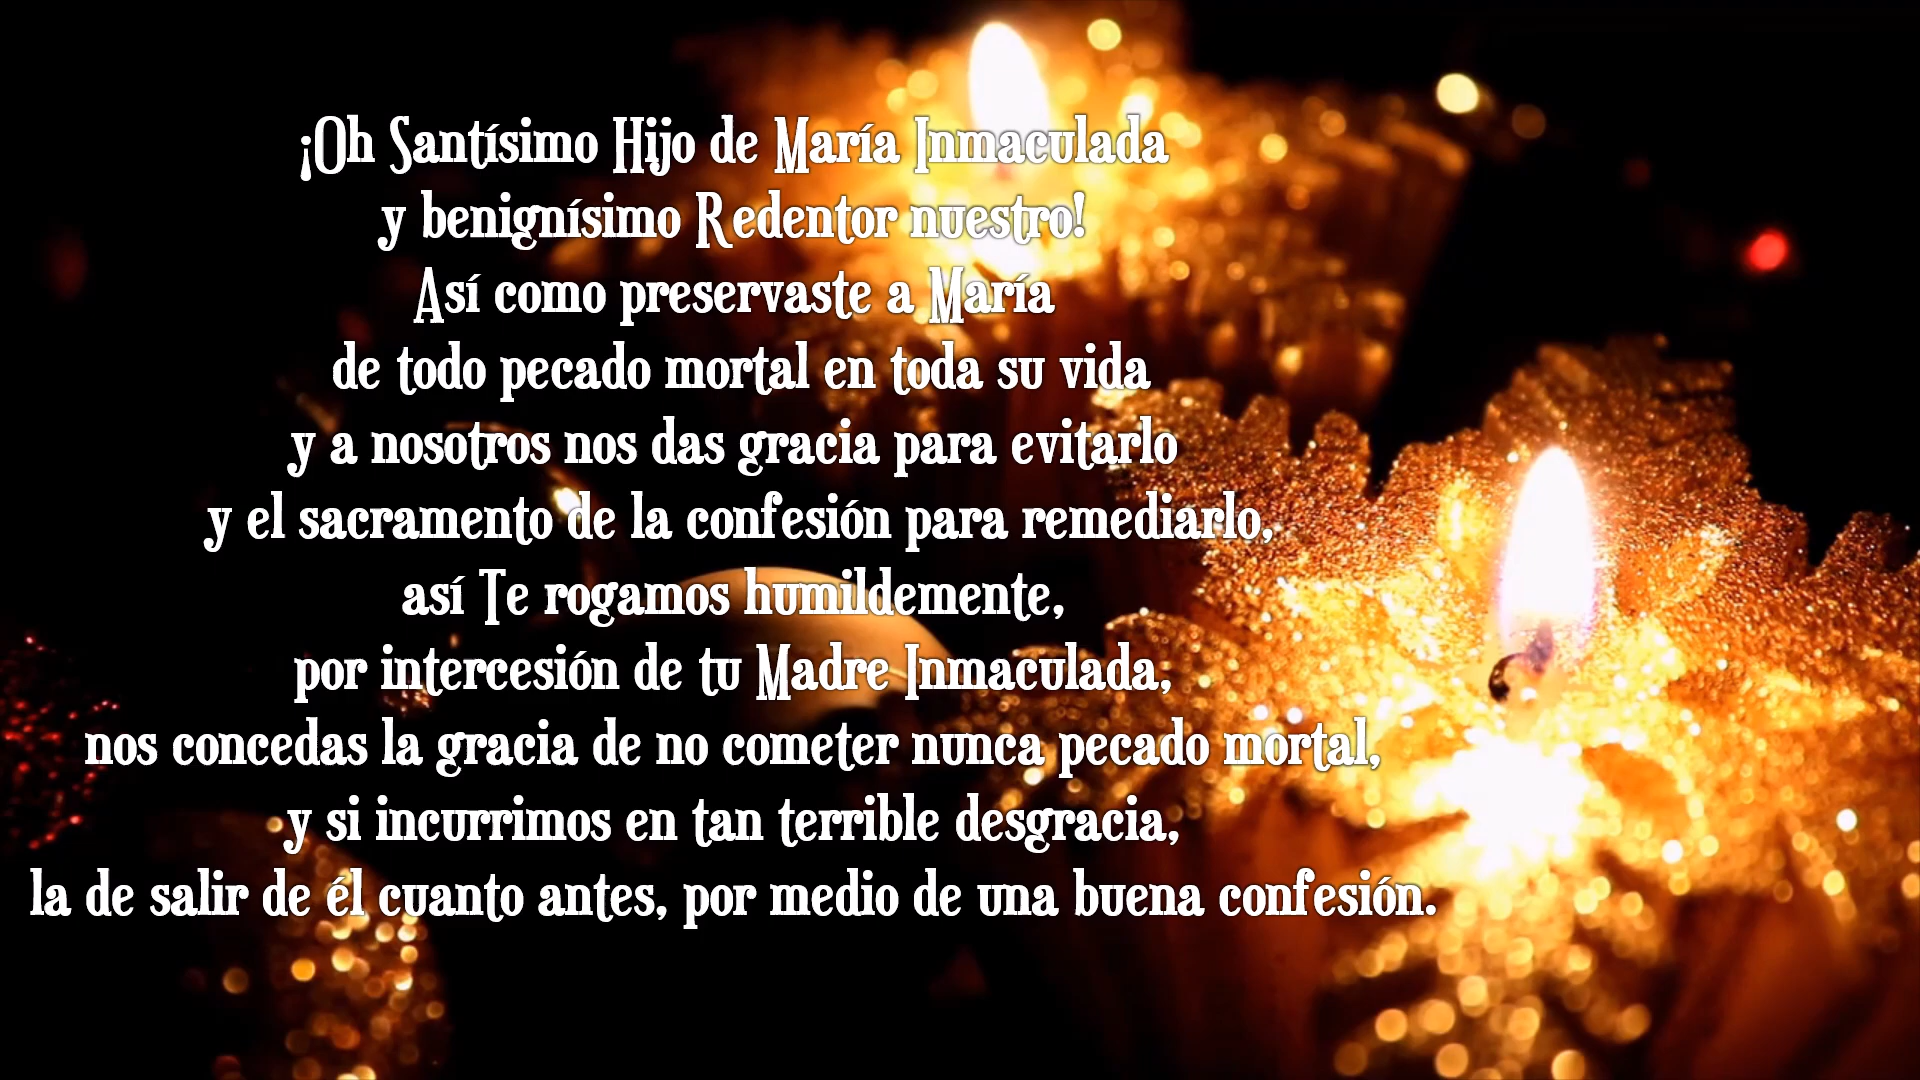 ¡Oh Santísimo Hijo de María Inmaculada
y benignísimo Redentor nuestro!
Así como preservaste a María
de todo pecado mortal en toda su vida
y a nosotros nos das gracia para evitarlo
y el sacramento de la confesión para remediarlo,
así Te rogamos humildemente,
por intercesión de tu Madre Inmaculada,
nos concedas la gracia de no cometer nunca pecado mortal,
y si incurrimos en tan terrible desgracia,
la de salir de él cuanto antes, por medio de una buena confesión.